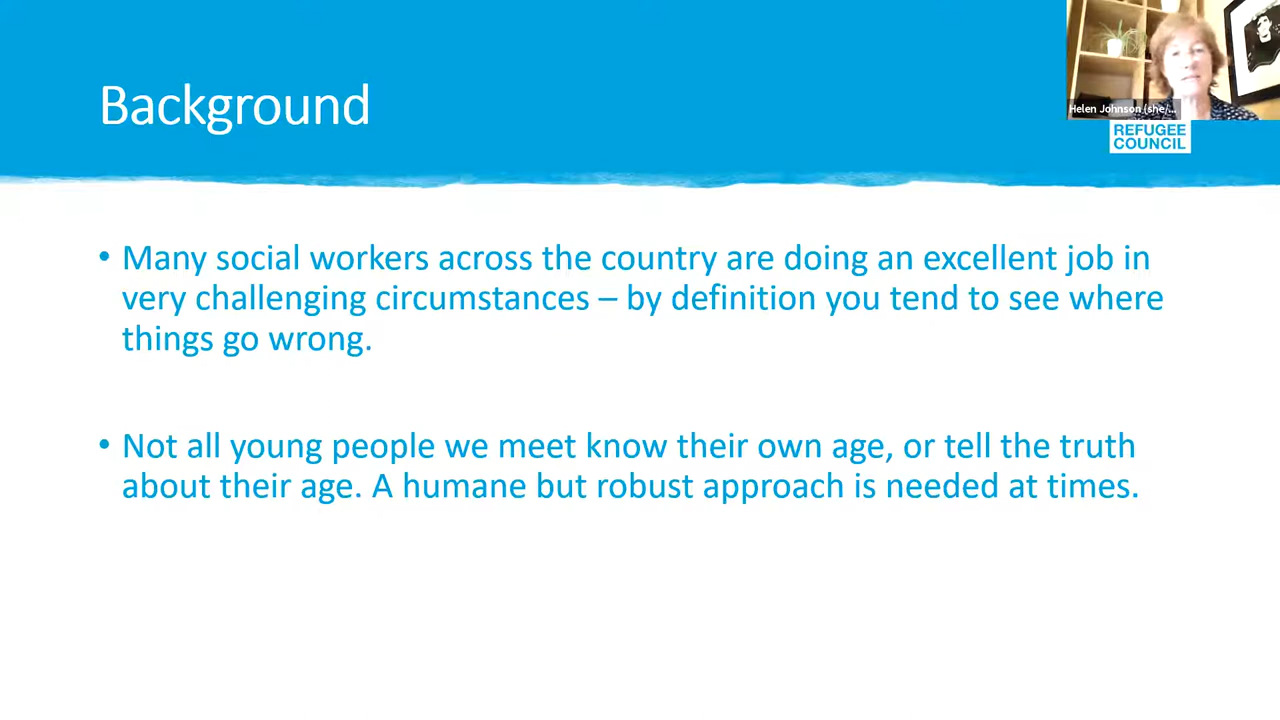 Background
Helen Johnson (she/...
REFUGEE
COUNCIL
• Many social workers across the country are doing an excellent job in
very challenging circumstances – by definition you tend to see where
things go wrong.
• Not all young people we meet know their own age, or tell the truth
about their age. A humane but robust approach is needed at times.